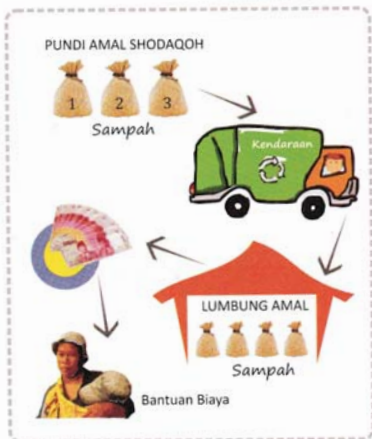 PUNDI AMAL SHODAQOH
1 2 3
Sampah
Kendaraan
LUMBUNG AMAL
Sampah
Bantuan Biaya